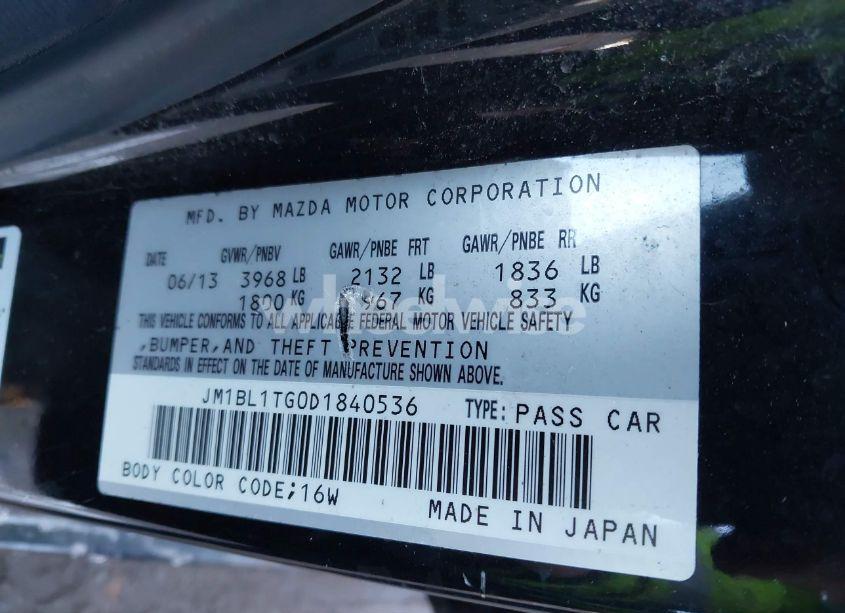 MFD. BY MAZDA MOTOR CORPORATION
DATE GVWR/PNBV GAWR/PNBE FRT GAWR/PNBE RR
06/13 3968 LB 2132 LB 1836 LB
1800 KG 967 KG 833 KG
THIS VEHICLE CONFORMS TO ALL APPLICABLE FEDERAL MOTOR VEHICLE SAFETY
,BUMPER,AND THEFT PREVENTION
STANDARDS IN EFFECT ON THE DATE OF MANUFACTURE SHOWN ABOVE.
JM1BL1TG0D1840536 TYPE: PASS CAR
BODY COLOR CODE;16W
MADE IN JAPAN
wheelwize